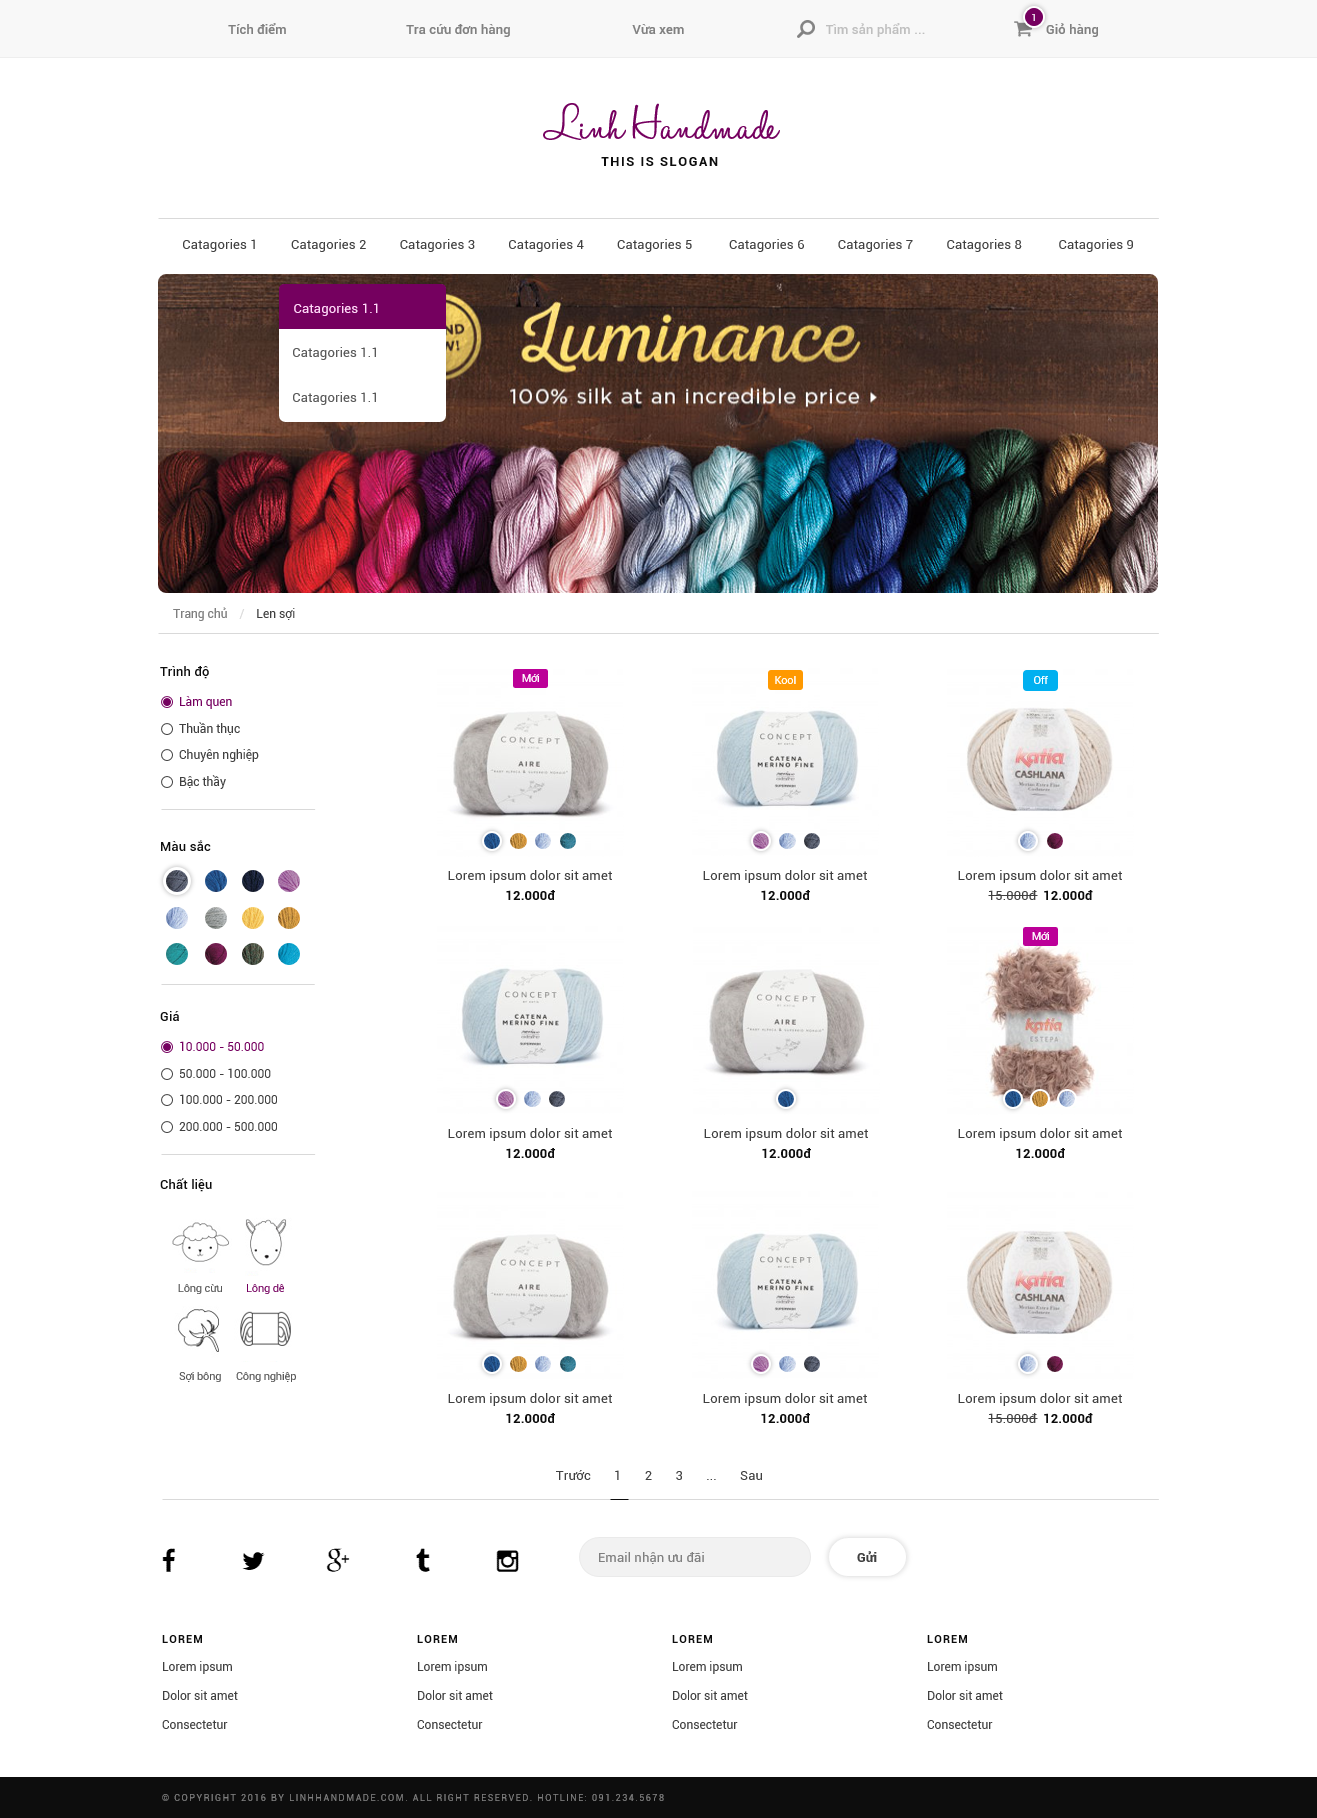 Tích điểm
Tra cứu đơn hàng
Vừa xem
Tìm sản phẩm ...
1
Giỏ hàng
Linh Handmade
THIS IS SLOGAN
Catagories 1
Catagories 2
Catagories 3
Catagories 4
Catagories 5
Catagories 6
Catagories 7
Catagories 8
Catagories 9
Catagories 1.1
Catagories 1.1
Catagories 1.1
Luminance
100% silk at an incredible price
Trang chủ / Len sợi
Trình độ
Làm quen
Thuần thục
Chuyên nghiệp
Bậc thầy
Màu sắc
Giá
10.000 - 50.000
50.000 - 100.000
100.000 - 200.000
200.000 - 500.000
Chất liệu
Lông cừu
Lông dê
Sợi bông
Công nghiệp
Mới
CONCEPT
AIRE
Lorem ipsum dolor sit amet
12.000đ
Kool
CONCEPT
CATENA
MERINO FINE
Lorem ipsum dolor sit amet
12.000đ
Off
Katia
CASHLANA
Lorem ipsum dolor sit amet
15.000đ 12.000đ
CONCEPT
CATENA
MERINO FINE
Lorem ipsum dolor sit amet
12.000đ
CONCEPT
AIRE
Lorem ipsum dolor sit amet
12.000đ
Mới
Katia
ESTEPA
Lorem ipsum dolor sit amet
12.000đ
CONCEPT
AIRE
Lorem ipsum dolor sit amet
12.000đ
CONCEPT
CATENA
MERINO FINE
Lorem ipsum dolor sit amet
12.000đ
Katia
CASHLANA
Lorem ipsum dolor sit amet
15.000đ 12.000đ
Trước 1 2 3 ... Sau
Email nhận ưu đãi
Gửi
LOREM
Lorem ipsum
Dolor sit amet
Consectetur
LOREM
Lorem ipsum
Dolor sit amet
Consectetur
LOREM
Lorem ipsum
Dolor sit amet
Consectetur
LOREM
Lorem ipsum
Dolor sit amet
Consectetur
© COPYRIGHT 2016 BY LINHHANDMADE.COM. ALL RIGHT RESERVED. HOTLINE: 091.234.5678